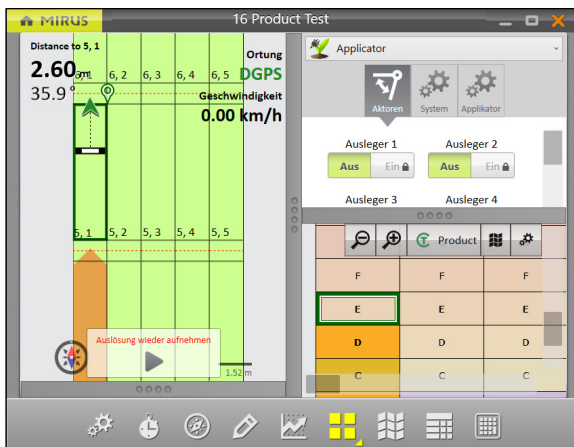 MIRUS
16 Product Test
Distance to 5, 1
2.60 m
35.9 °
6, 1 6, 2 6, 3 6, 4 6, 5
Ortung
DGPS
Geschwindigkeit
0.00 km/h
5, 1 5, 2 5, 3 5, 4 5, 5
Auslösung wieder aufnehmen
1.52 m
Applicator
Aktoren System Applikator
Ausleger 1 Ausleger 2
Aus Ein Aus Ein
Ausleger 3 Ausleger 4
Product
F F F
E E E
D D D
C C C